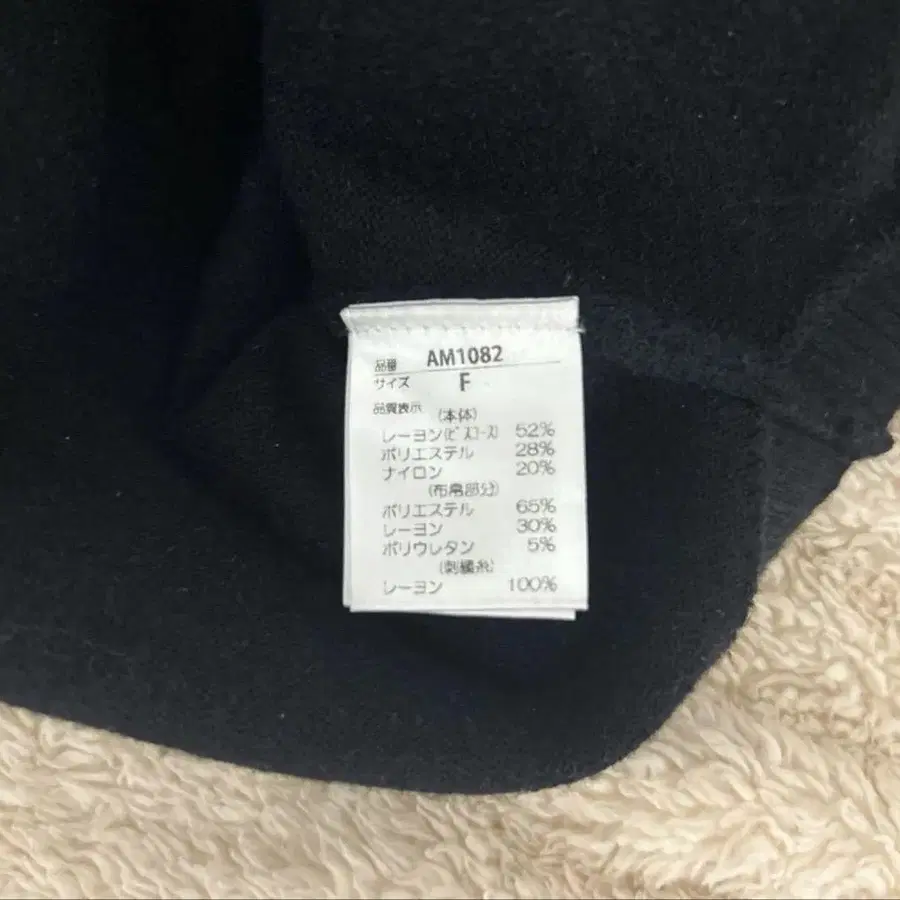 品番 AM1082
サイズ F
品質表示 (本体)
レーヨン(ビスコース) 52%
ポリエステル 28%
ナイロン 20%
(布帛部分)
ポリエステル 65%
レーヨン 30%
ポリウレタン 5%
(刺繍糸)
レーヨン 100%